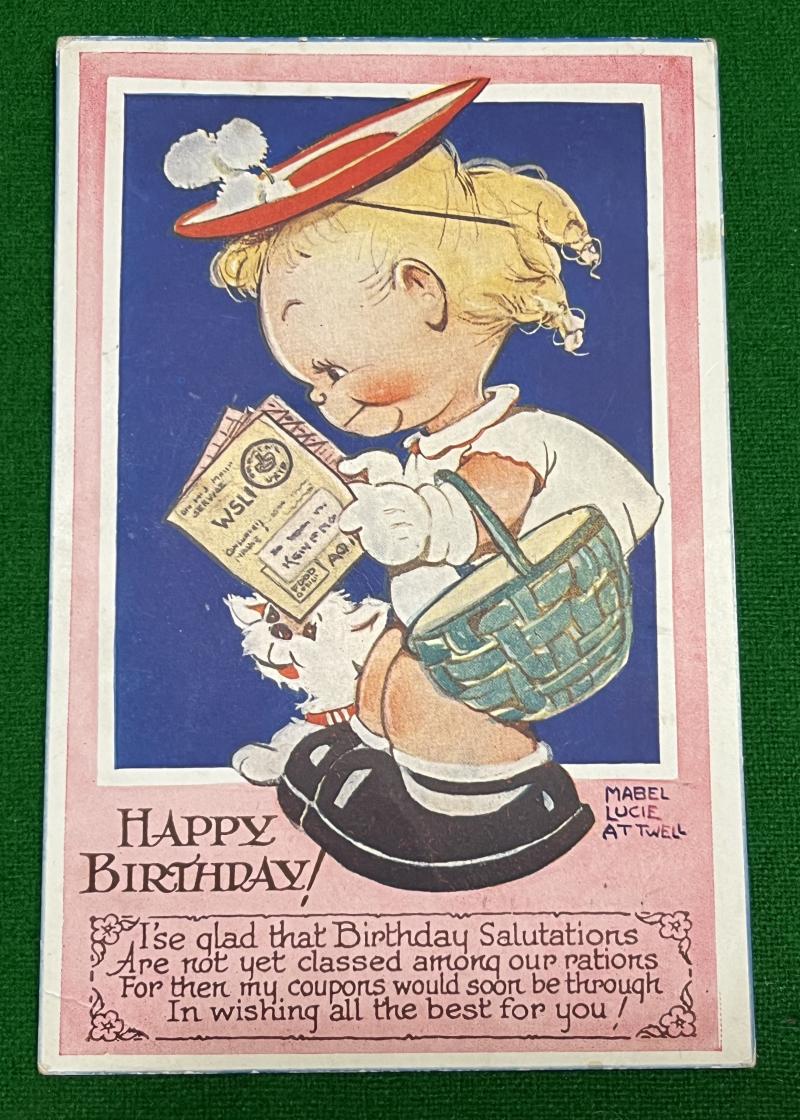 WSLI
FOOD
MABEL
LUCIE
ATTWELL
HAPPY
BIRTHDAY!
I'se glad that Birthday Salutations
Are not yet classed among our rations
For then my coupons would soon be through
In wishing all the best for you!